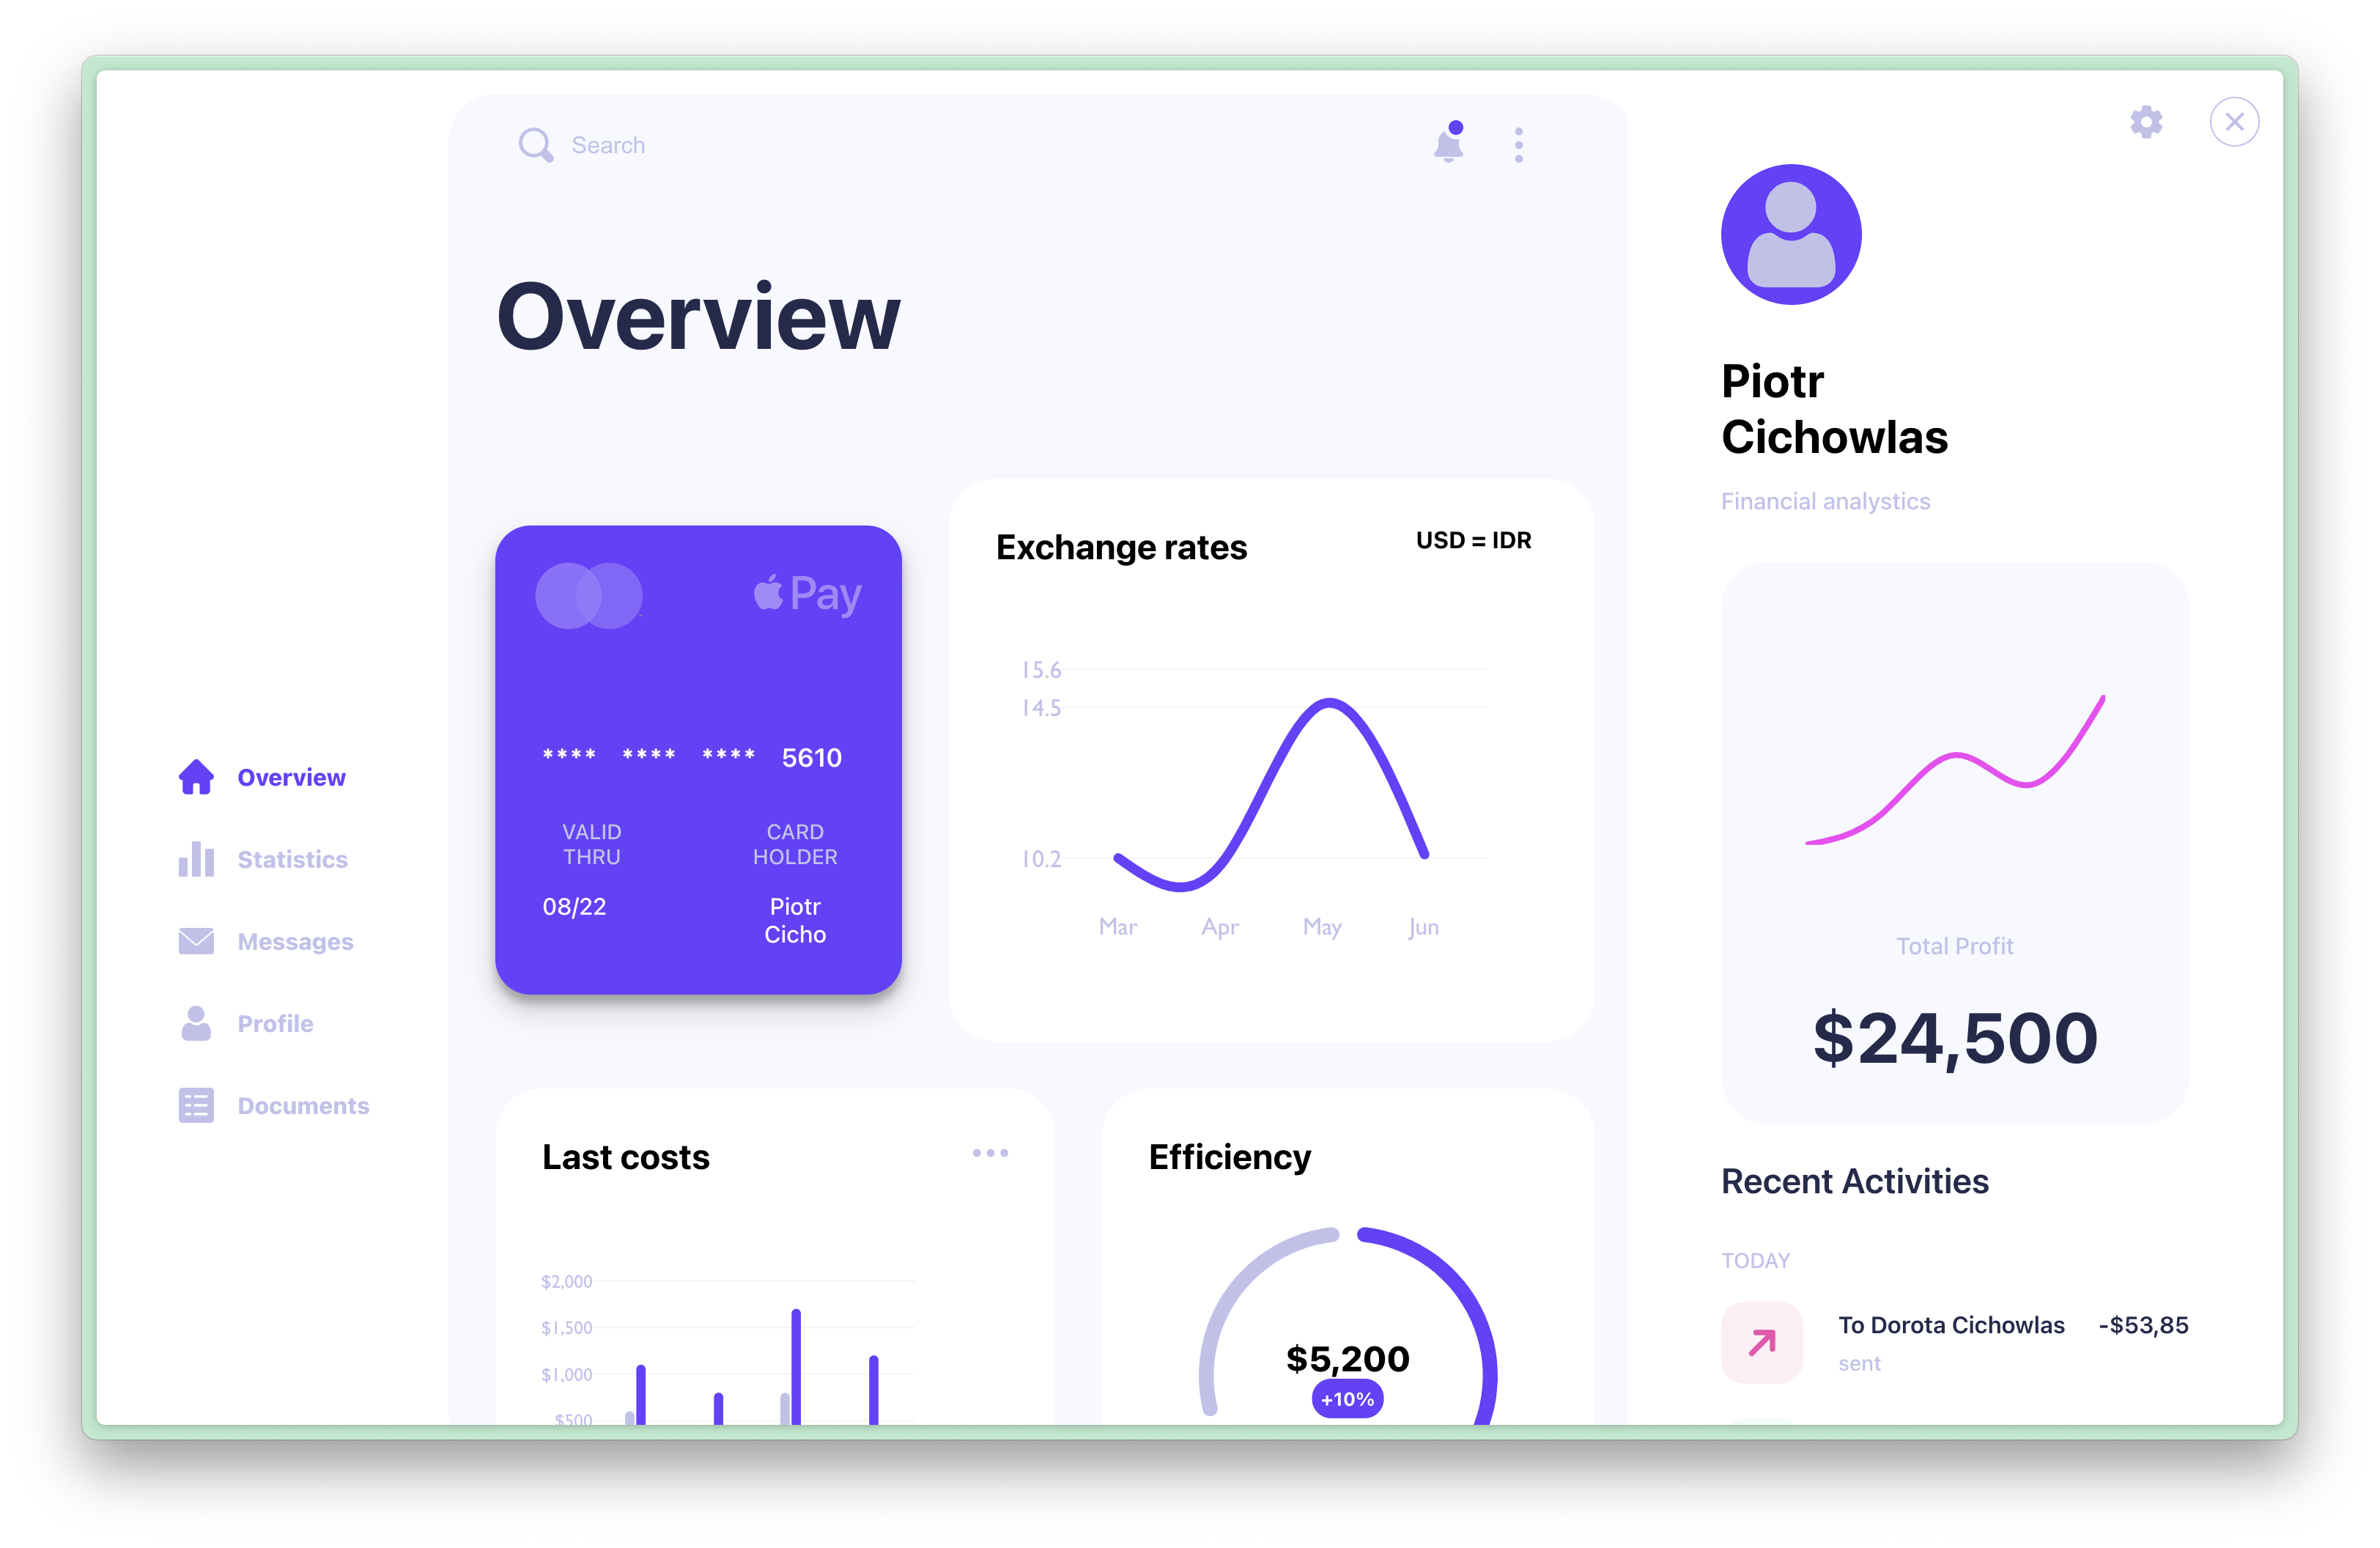 Search
Overview
Overview
Statistics
Messages
Profile
Documents
Pay
**** **** **** 5610
VALID
THRU
CARD
HOLDER
08/22
Piotr
Cicho
Exchange rates
USD = IDR
15.6
14.5
10.2
Mar Apr May Jun
Last costs
$2,000
$1,500
$1,000
$500
Efficiency
$5,200
+10%
Piotr
Cichowlas
Financial analystics
Total Profit
$24,500
Recent Activities
TODAY
To Dorota Cichowlas -$53,85
sent